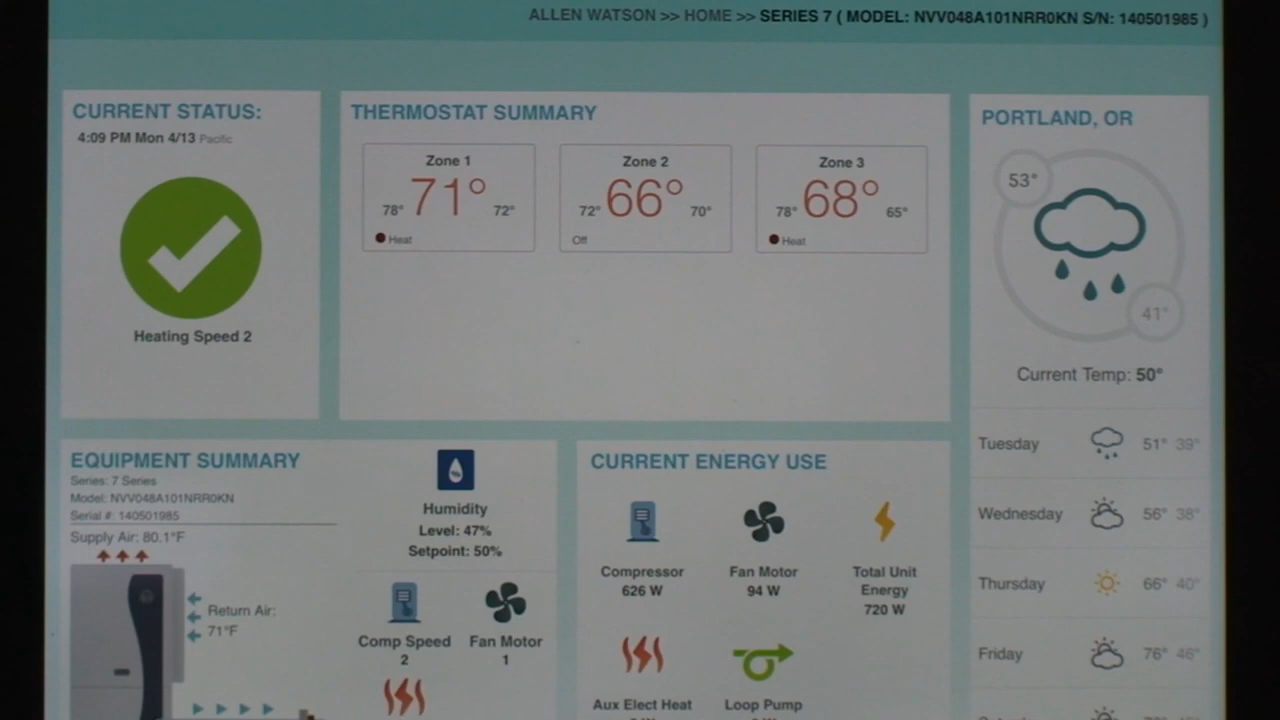 ALLEN WATSON >> HOME >> SERIES 7 ( MODEL: NVV048A101NRR0KN S/N: 140501985 )
CURRENT STATUS:
4:09 PM Mon 4/13 Pacific
Heating Speed 2
THERMOSTAT SUMMARY
Zone 1
78° 71° 72°
Heat
Zone 2
72° 66° 70°
Off
Zone 3
78° 68° 65°
Heat
PORTLAND, OR
53°
41°
Current Temp: 50°
Tuesday 51° 39°
Wednesday 56° 38°
Thursday 66° 40°
Friday 76° 46°
EQUIPMENT SUMMARY
Series: 7 Series
Model: NVV048A101NRR0KN
Serial #: 140501985
Supply Air: 80.1°F
Return Air:
71°F
%
Humidity
Level: 47%
Setpoint: 50%
Comp Speed
2
Fan Motor
1
CURRENT ENERGY USE
Compressor
626 W
Fan Motor
94 W
Total Unit
Energy
720 W
Aux Elect Heat
Loop Pump